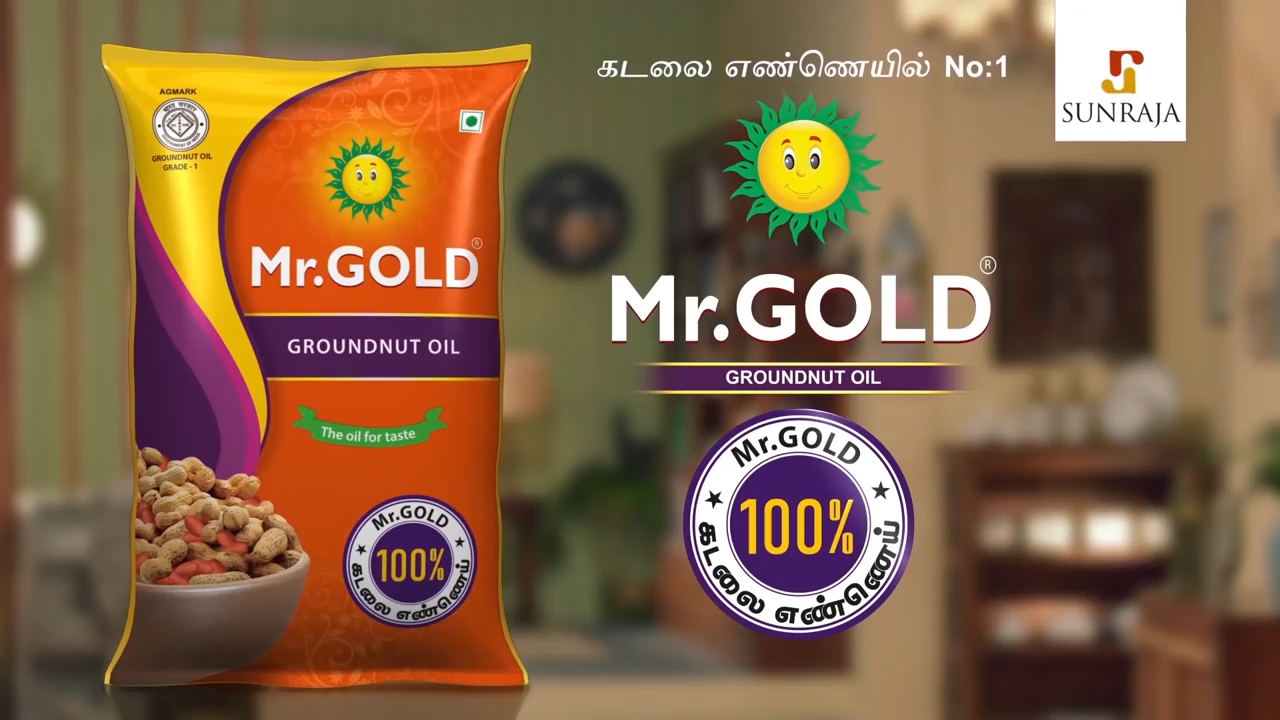 AGMARK
GROUNDNUT OIL
GRADE - 1
Mr.GOLD®
GROUNDNUT OIL
The oil for taste
Mr.GOLD
100%
கடலை எண்ணெய்
கடலை எண்ணெயில் No:1
SUNRAJA
Mr.GOLD®
GROUNDNUT OIL
Mr.GOLD
100%
கடலை எண்ணெய்